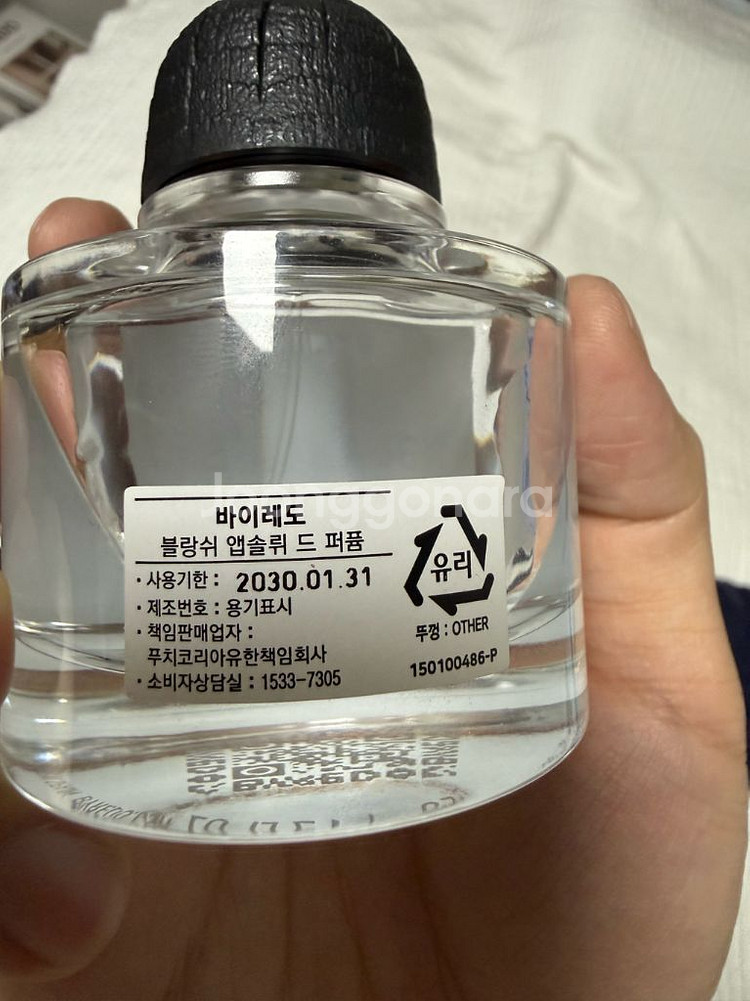 Joonggonara
바이레도
블랑쉬 앱솔뤼 드 퍼퓸
· 사용기한 : 2030.01.31
· 제조번호 : 용기표시
· 책임판매업자 :
푸치코리아유한책임회사
· 소비자상담실 : 1533-7305
유리
뚜껑 : OTHER
150100486-P